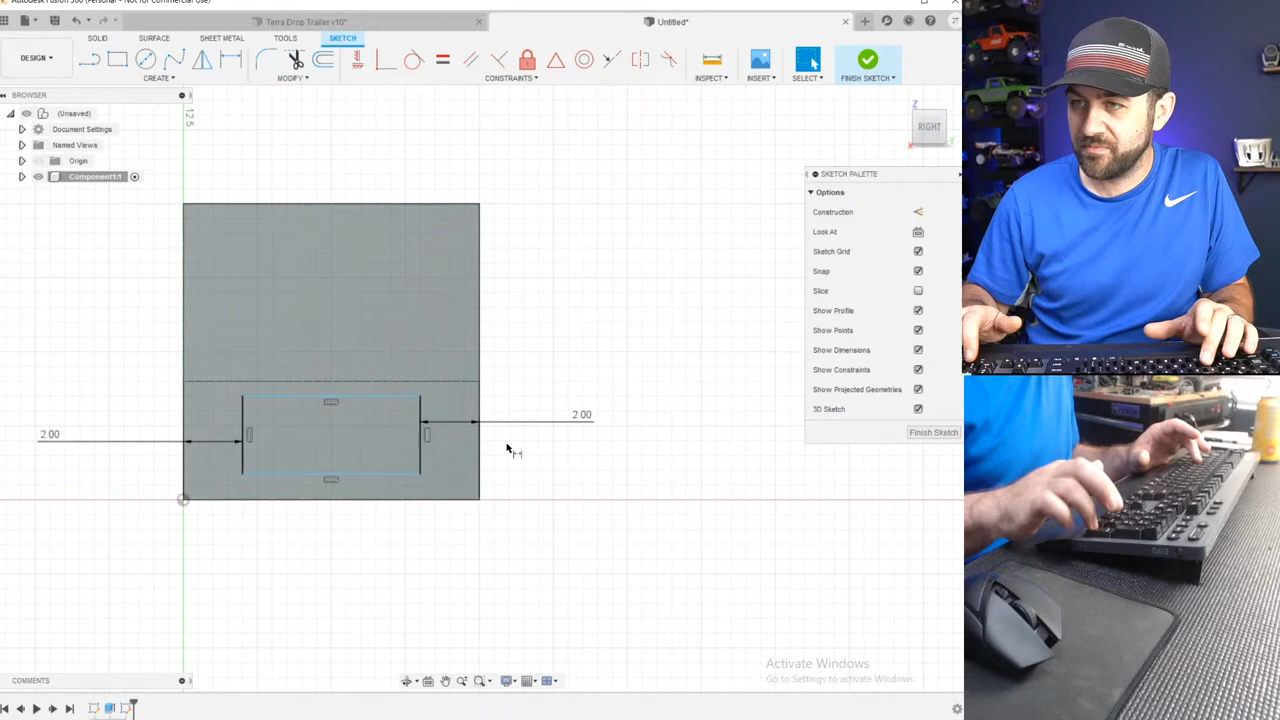 Autodesk Fusion 360 (Personal - Not for Commercial Use)
Terra Drop Trailer v10*
Untitled*
JT
SOLID
SURFACE
SHEET METAL
TOOLS
SKETCH
DESIGN
CREATE
MODIFY
CONSTRAINTS
INSPECT
INSERT
SELECT
FINISH SKETCH
BROWSER
(Unsaved)
Document Settings
Named Views
Origin
Component1:1
12.5
Z
RIGHT
X
Y
SKETCH PALETTE
Options
Construction
Look At
Sketch Grid
Snap
Slice
Show Profile
Show Points
Show Dimensions
Show Constraints
Show Projected Geometries
3D Sketch
Finish Sketch
2.00
2.00
Activate Windows
Go to Settings to activate Windows.
COMMENTS
G613